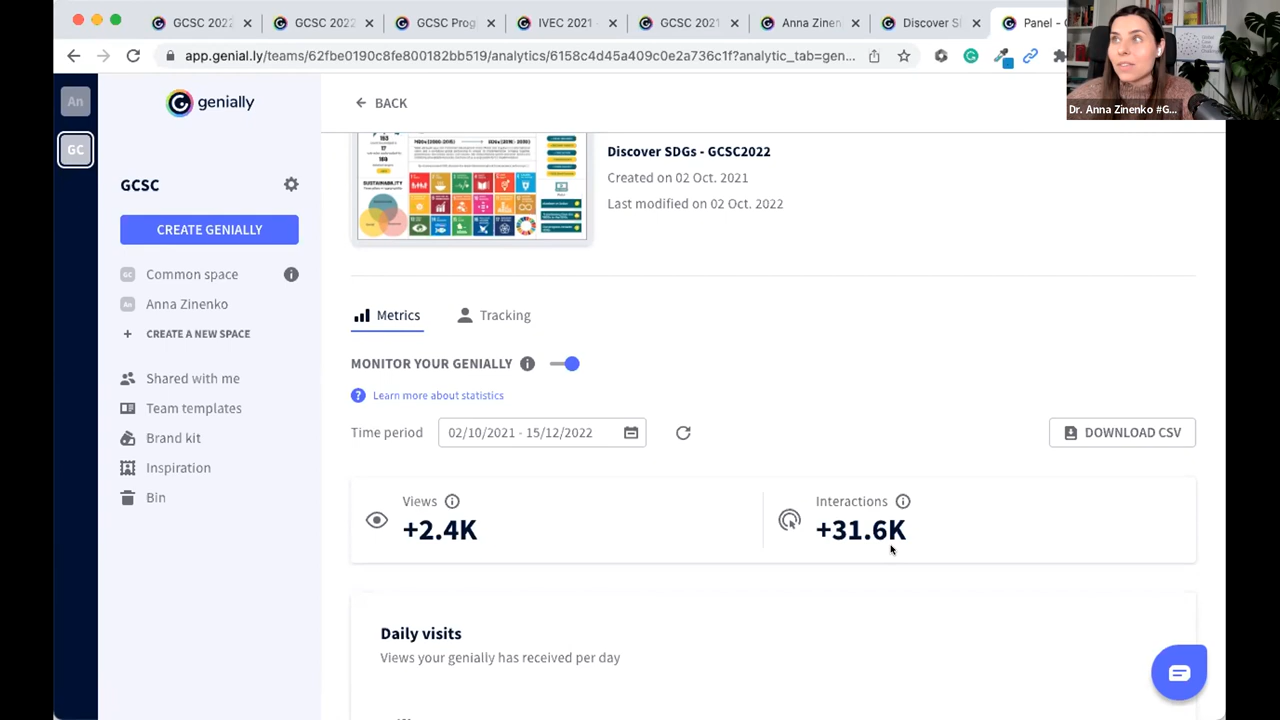 GCSC 2022
GCSC 2022
GCSC Prog
IVEC 2021
GCSC 2021
Anna Zinen
Discover S
Panel -
app.genial.ly/teams/62fbe0190c8fe80182bb519/analytics/6158c4d45a409c0e2a736c1f?analytic_tab=gen...
Dr. Anna Zinenko #G...
An
genially
BACK
GC
Discover SDGs - GCSC2022
Created on 02 Oct. 2021
Last modified on 02 Oct. 2022
SUSTAINABILITY
GCSC
CREATE GENIALLY
GC Common space
An Anna Zinenko
+ CREATE A NEW SPACE
Shared with me
Team templates
Brand kit
Inspiration
Bin
Metrics
Tracking
MONITOR YOUR GENIALLY
Learn more about statistics
Time period
02/10/2021 - 15/12/2022
DOWNLOAD CSV
Views
+2.4K
Interactions
+31.6K
Daily visits
Views your genially has received per day